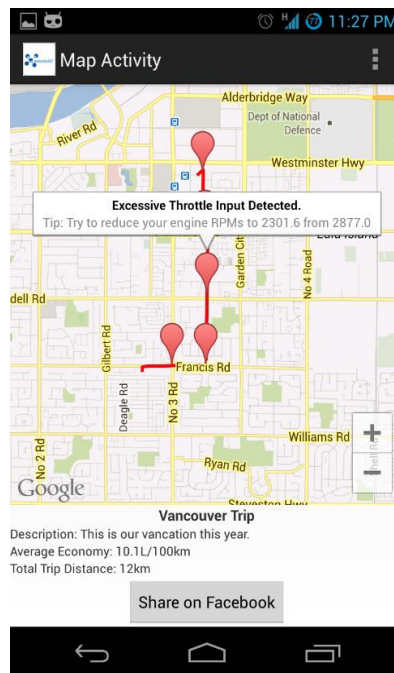 H 77 11:27 PM
Map Activity
Alderbridge Way
Dept of National
Defence
River Rd
Westminster Hwy
Excessive Throttle Input Detected.
Tip: Try to reduce your engine RPMs to 2301.6 from 2877.0
Garden Cit
No 4 Road
dell Rd
Gilbert Rd
Francis Rd
Deagle Rd
No 3 Rd
No 2 Rd
Williams Rd
Ryan Rd
+
−
Google
Steveston Hwy
Vancouver Trip
Description: This is our vancation this year.
Average Economy: 10.1L/100km
Total Trip Distance: 12km
Share on Facebook